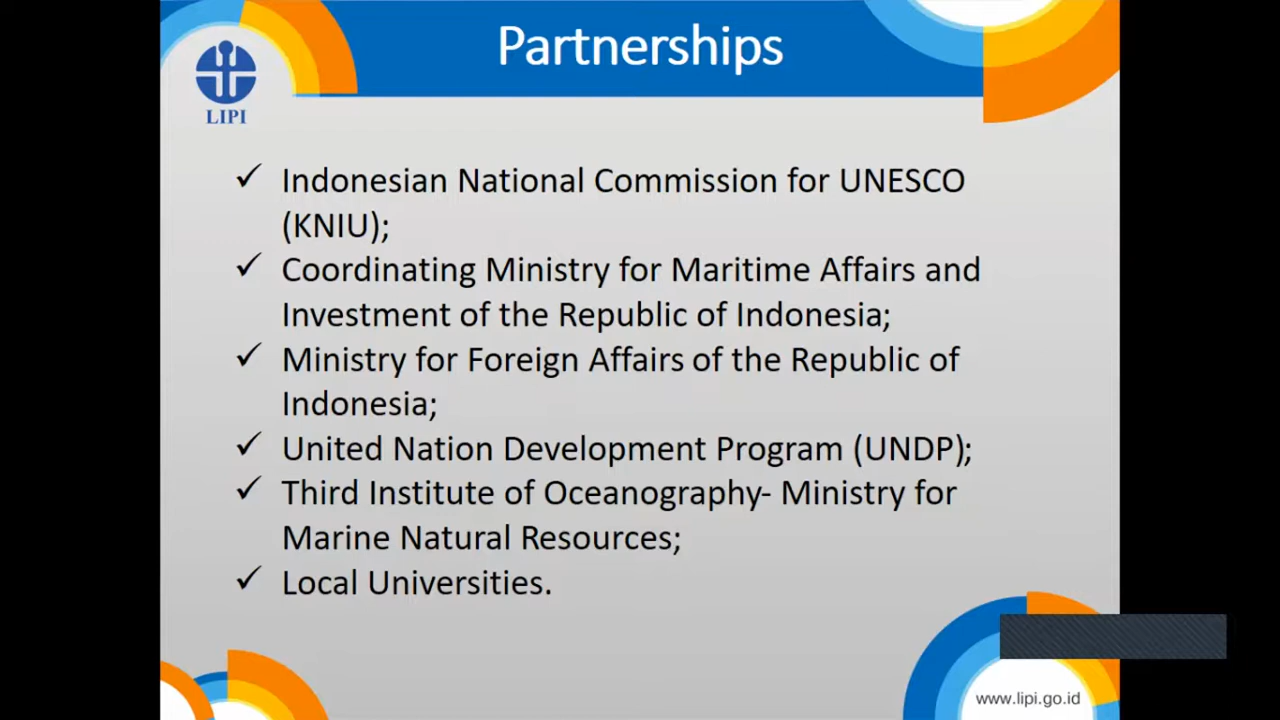 Partnerships
LIPI
✓ Indonesian National Commission for UNESCO
(KNIU);
✓ Coordinating Ministry for Maritime Affairs and
Investment of the Republic of Indonesia;
✓ Ministry for Foreign Affairs of the Republic of
Indonesia;
✓ United Nation Development Program (UNDP);
✓ Third Institute of Oceanography- Ministry for
Marine Natural Resources;
✓ Local Universities.
www.lipi.go.id